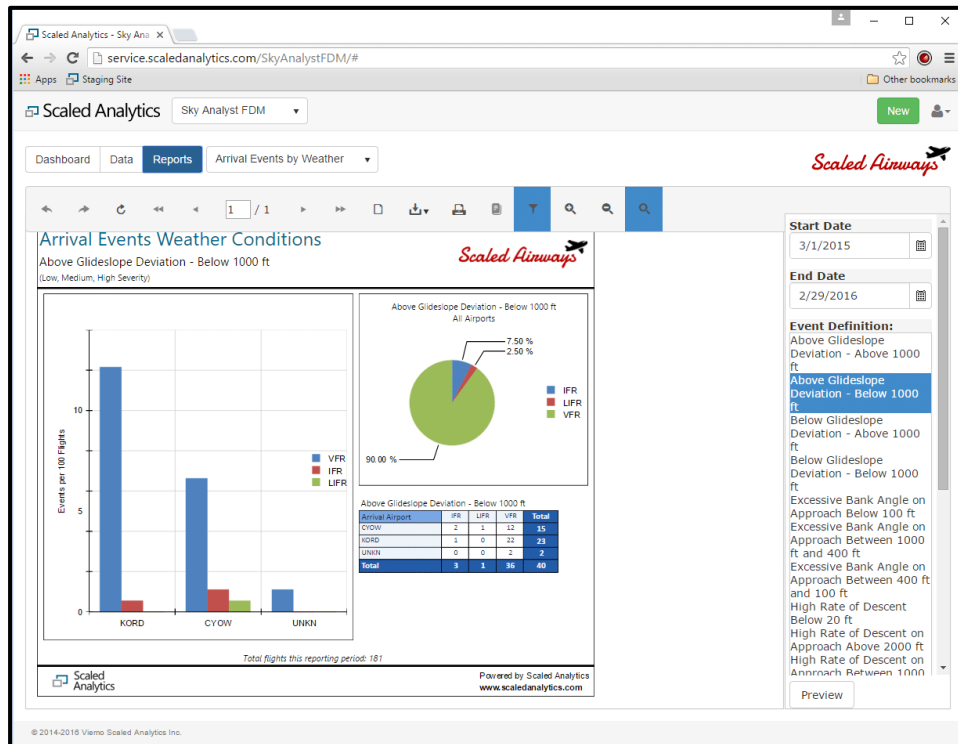 Scaled Analytics - Sky Ana
service.scaledanalytics.com/SkyAnalystFDM/#
Apps
Staging Site
Other bookmarks
Scaled Analytics
Sky Analyst FDM
New
Dashboard
Data
Reports
Arrival Events by Weather
Scaled Airways
1 / 1
Arrival Events Weather Conditions
Above Glideslope Deviation - Below 1000 ft
(Low, Medium, High Severity)
Scaled Airways
Events per 100 Flights
10
5
0
KORD
CYOW
UNKN
VFR
IFR
LIFR
Above Glideslope Deviation - Below 1000 ft
All Airports
7.50 %
2.50 %
90.00 %
IFR
LIFR
VFR
Above Glideslope Deviation - Below 1000 ft
Arrival Airport IFR LIFR VFR Total
CYOW 2 1 12 15
KORD 1 0 22 23
UNKN 0 0 2 2
Total 3 1 36 40
Total flights this reporting period: 181
Scaled
Analytics
Powered by Scaled Analytics
www.scaledanalytics.com
Start Date
3/1/2015
End Date
2/29/2016
Event Definition:
Above Glideslope
Deviation - Above 1000
ft
Above Glideslope
Deviation - Below 1000
ft
Below Glideslope
Deviation - Above 1000
ft
Below Glideslope
Deviation - Below 1000
ft
Excessive Bank Angle on
Approach Below 100 ft
Excessive Bank Angle on
Approach Between 1000
ft and 400 ft
Excessive Bank Angle on
Approach Between 400 ft
and 100 ft
High Rate of Descent
Below 20 ft
High Rate of Descent on
Approach Above 2000 ft
High Rate of Descent on
Approach Between 1000
Preview
© 2014-2016 Viemo Scaled Analytics Inc.